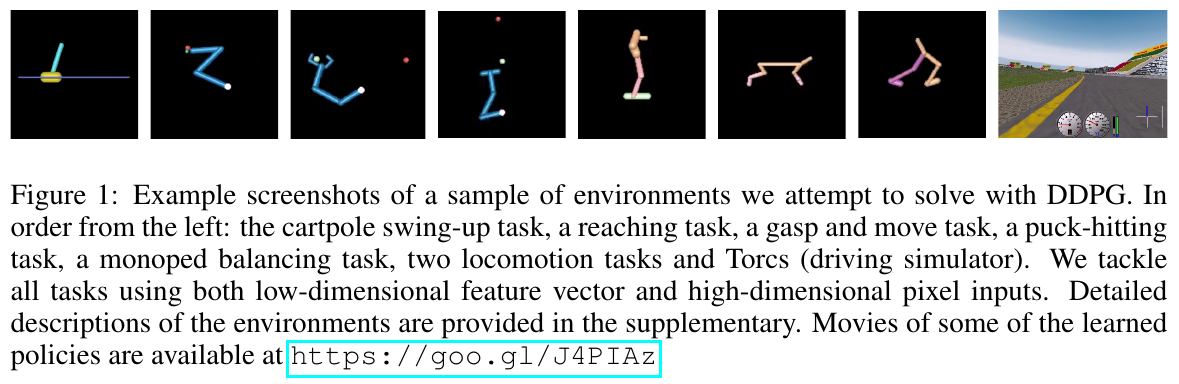 Figure 1: Example screenshots of a sample of environments we attempt to solve with DDPG. In
order from the left: the cartpole swing-up task, a reaching task, a gasp and move task, a puck-hitting
task, a monoped balancing task, two locomotion tasks and Torcs (driving simulator). We tackle
all tasks using both low-dimensional feature vector and high-dimensional pixel inputs. Detailed
descriptions of the environments are provided in the supplementary. Movies of some of the learned
policies are available at https://goo.gl/J4PIAz